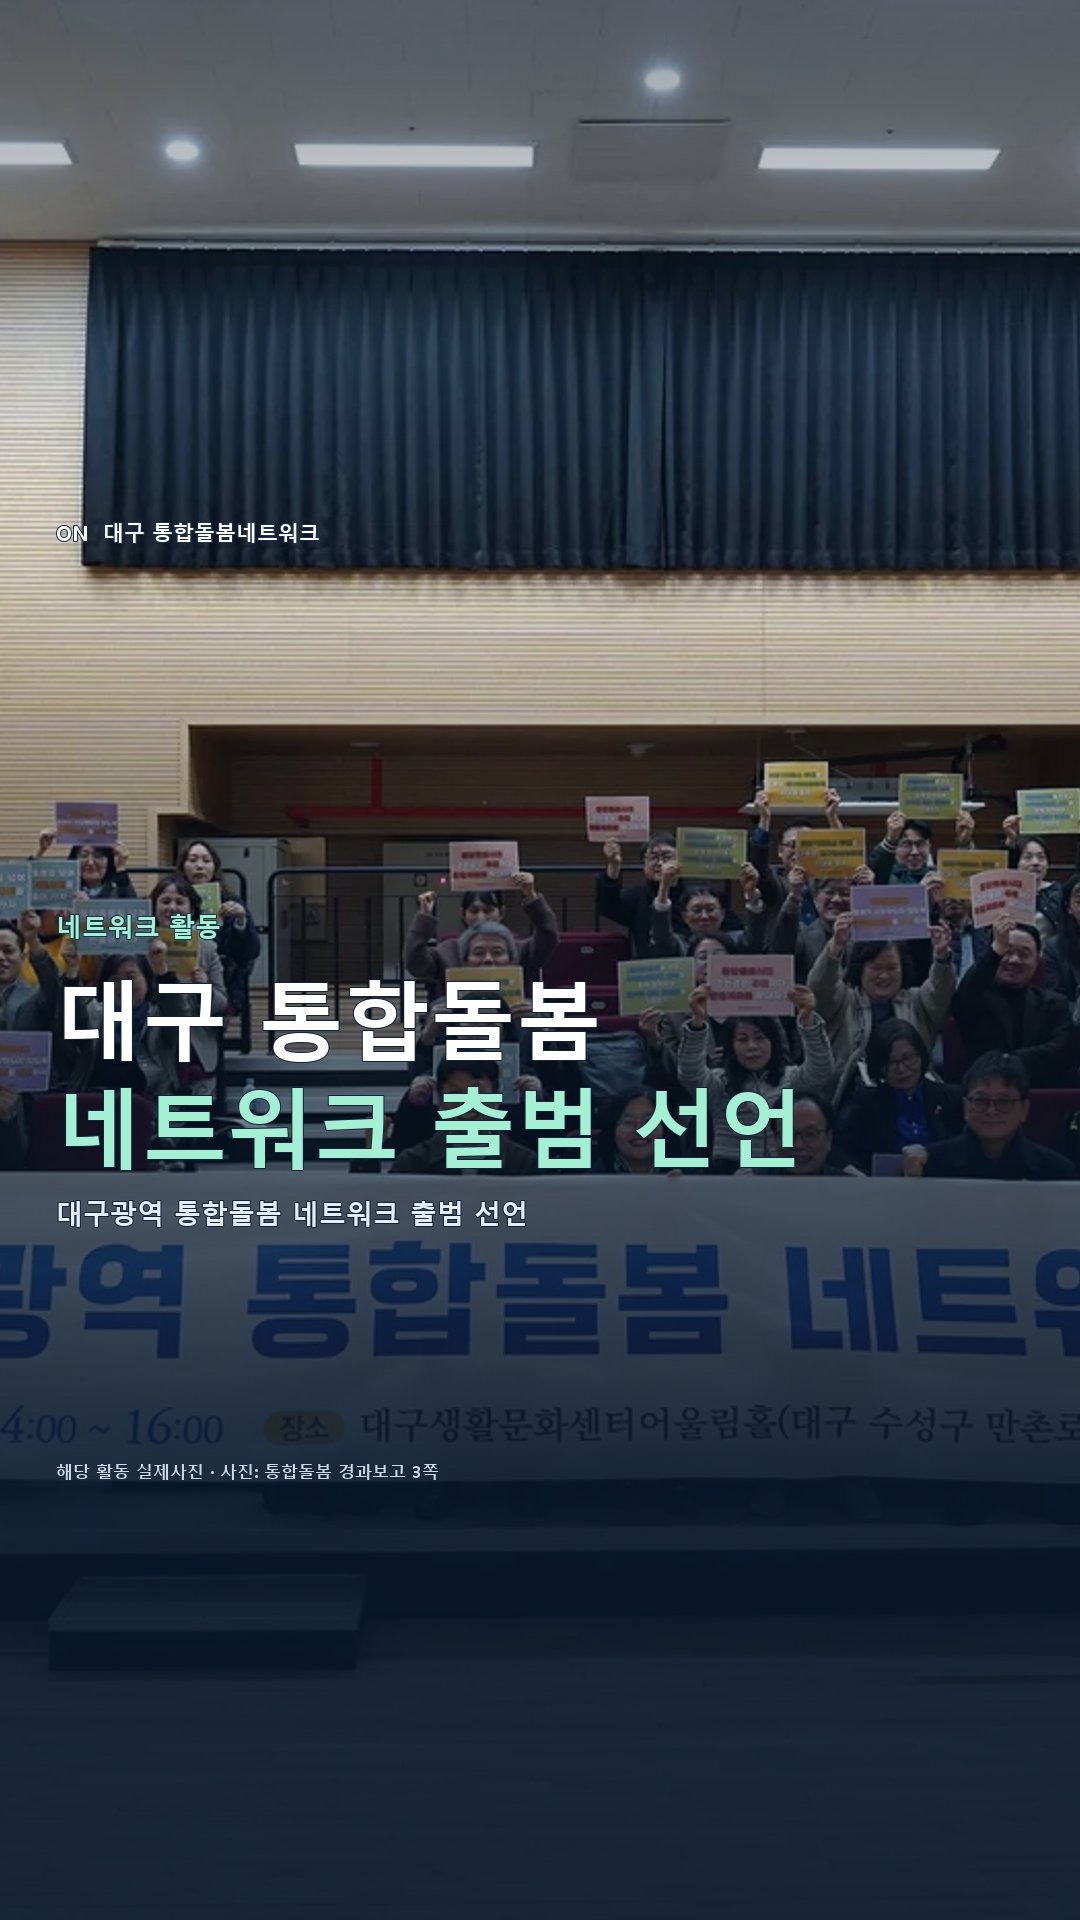 ON 대구 통합돌봄네트워크
네트워크 활동
대구 통합돌봄
네트워크 출범 선언
대구광역 통합돌봄 네트워크 출범 선언
광역 통합돌봄 네트워
4:00 ~ 16:00 장소 대구생활문화센터어울림홀(대구 수성구 만촌로
해당 활동 실제사진 · 사진: 통합돌봄 경과보고 3쪽